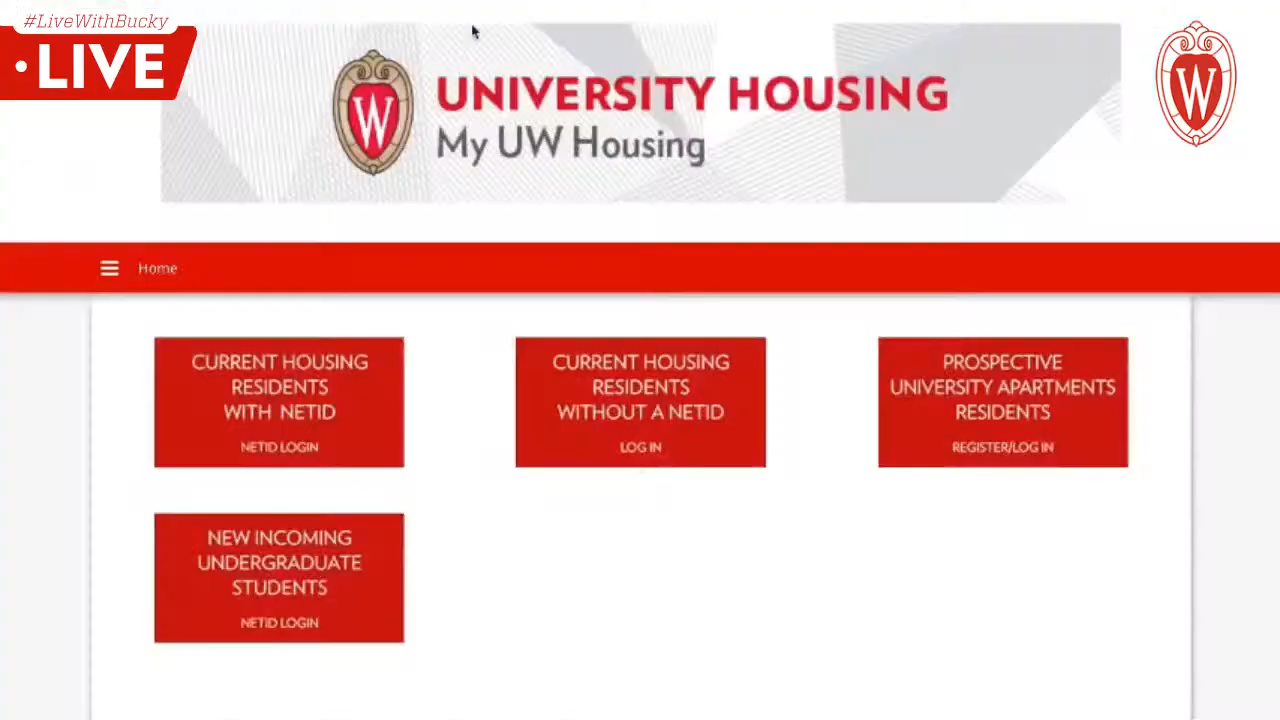 #LiveWithBucky
LIVE
W
UNIVERSITY HOUSING
My UW Housing
W
Home
CURRENT HOUSING
RESIDENTS
WITH NETID
NETID LOGIN
CURRENT HOUSING
RESIDENTS
WITHOUT A NETID
LOG IN
PROSPECTIVE
UNIVERSITY APARTMENTS
RESIDENTS
REGISTER/LOG IN
NEW INCOMING
UNDERGRADUATE
STUDENTS
NETID LOGIN